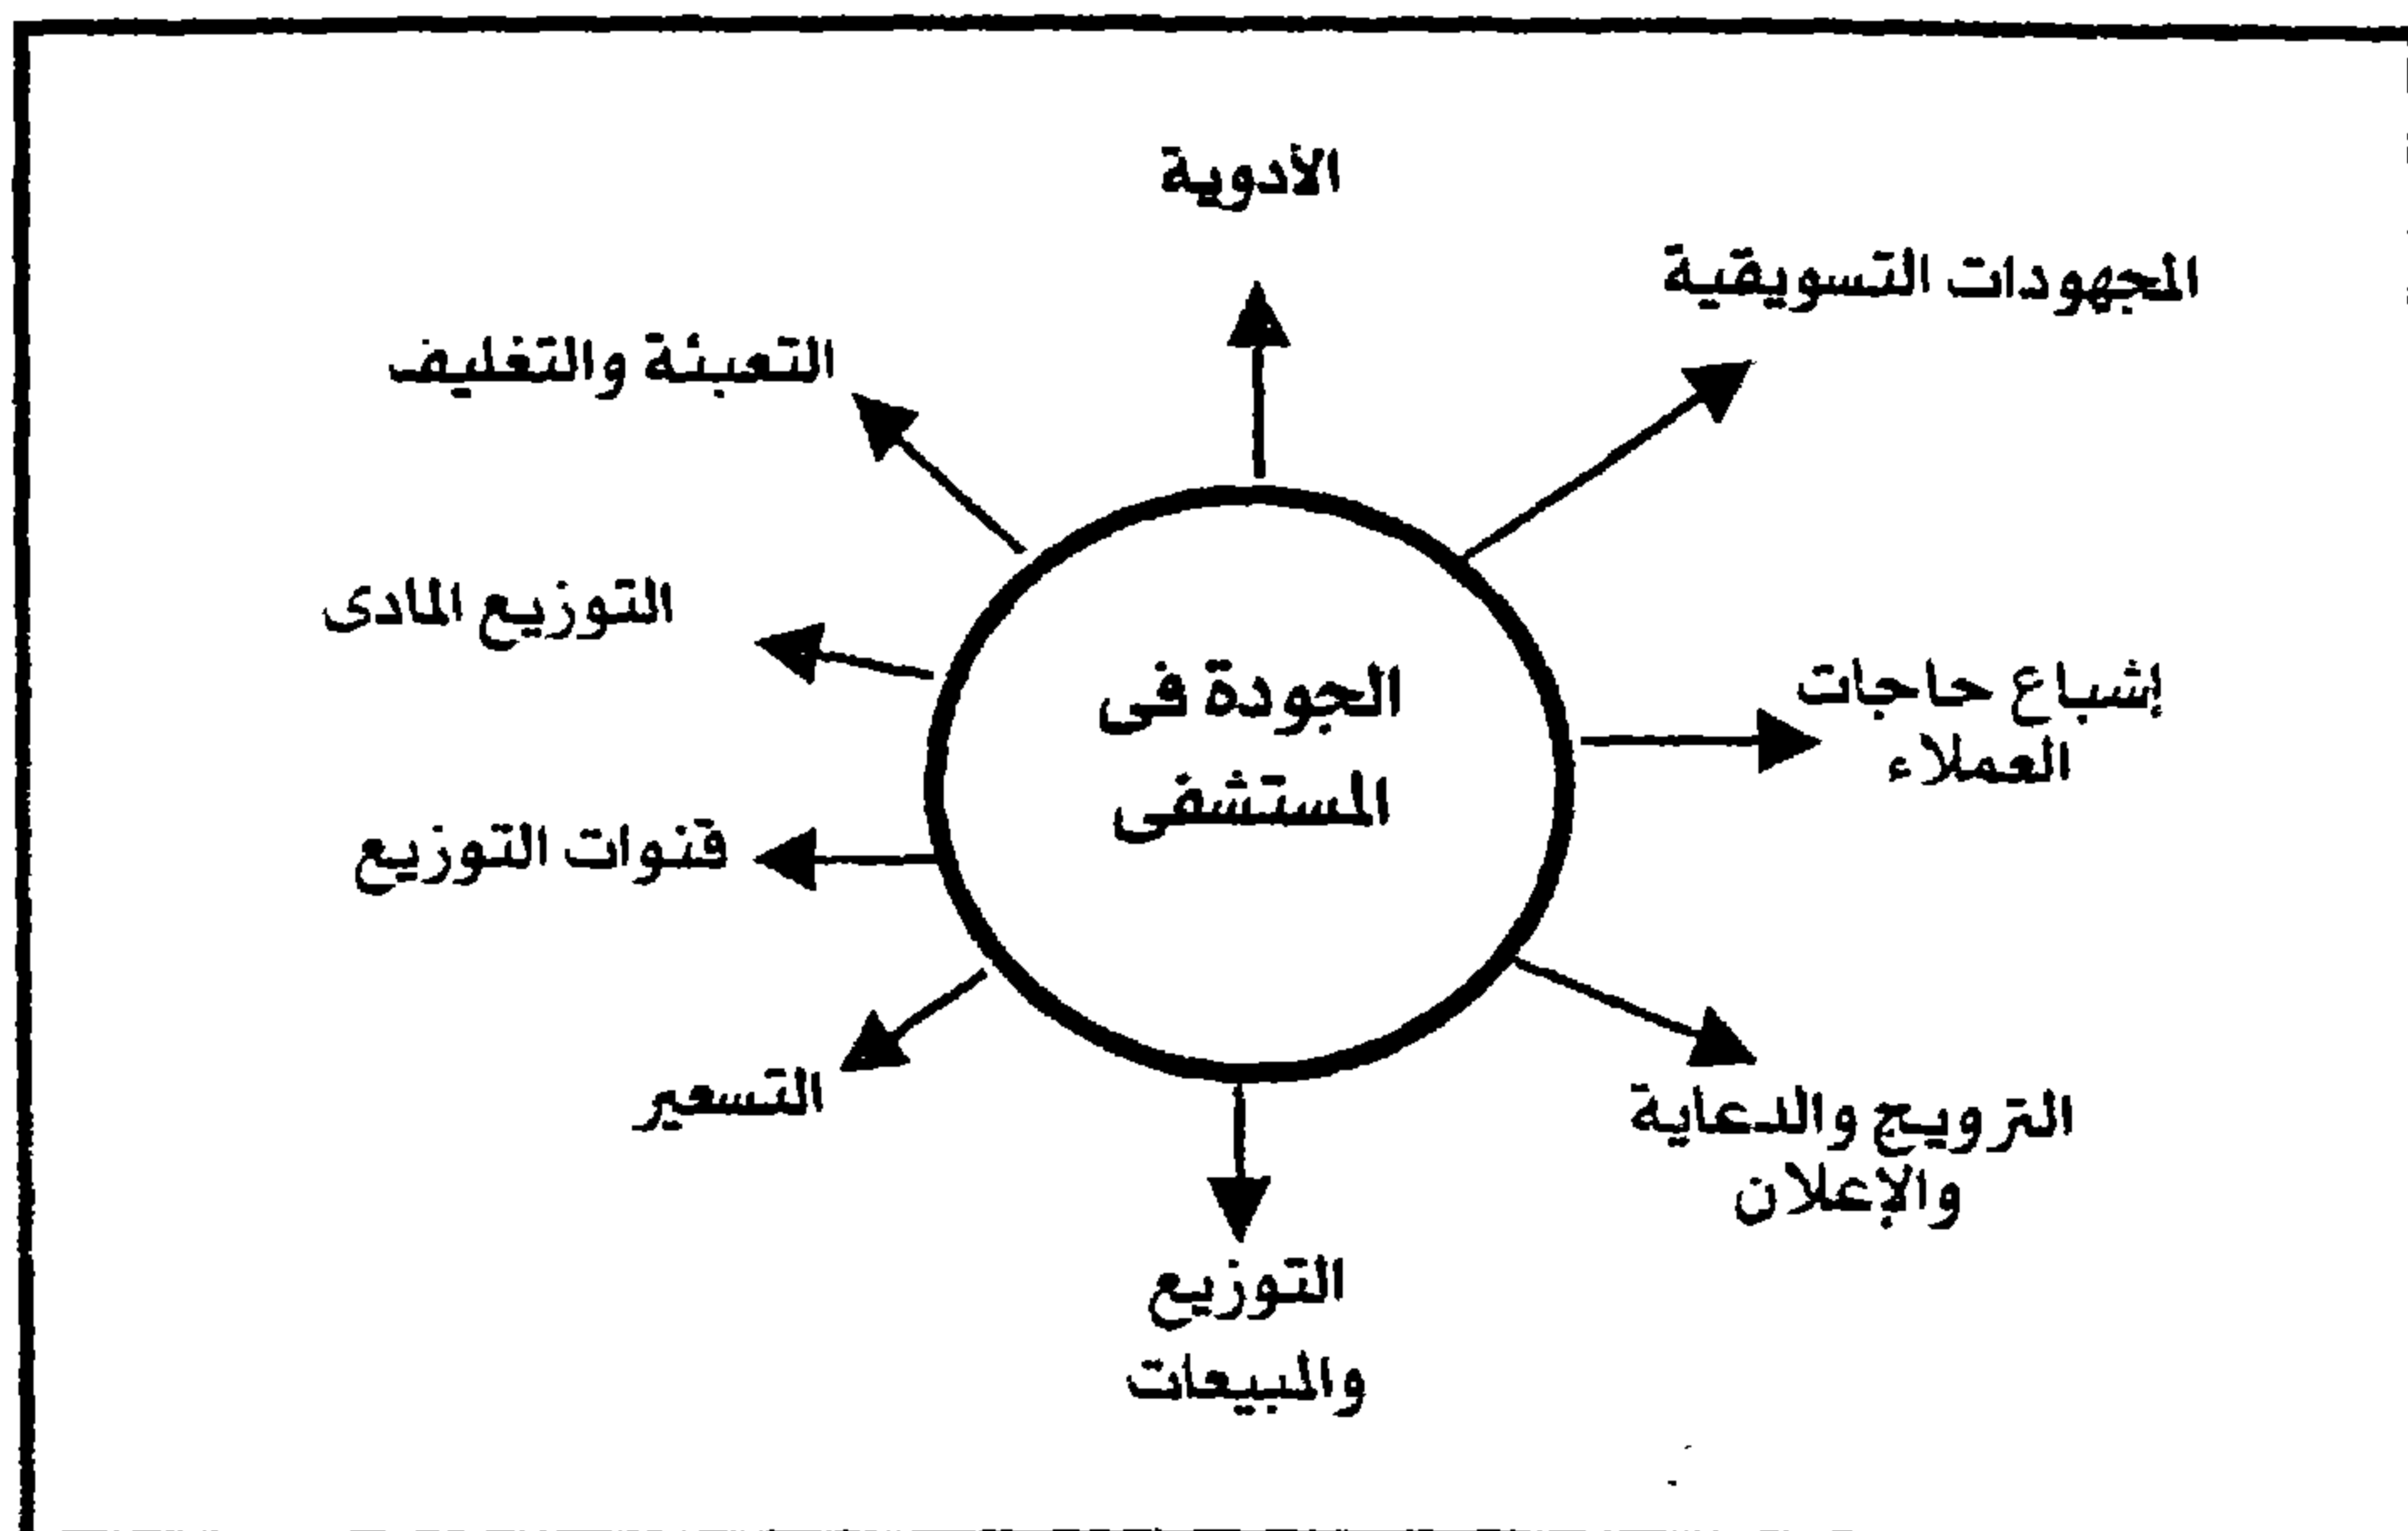 الأدوية
المجهودات التسويقية
التعبئة والتغليف
التوزيع المادى
الجودة فى
المستشفى
إشباع حاجات
العملاء
قنوات التوزيع
التسعير
الترويج والدعاية
والإعلان
التوزيع
والمبيعات